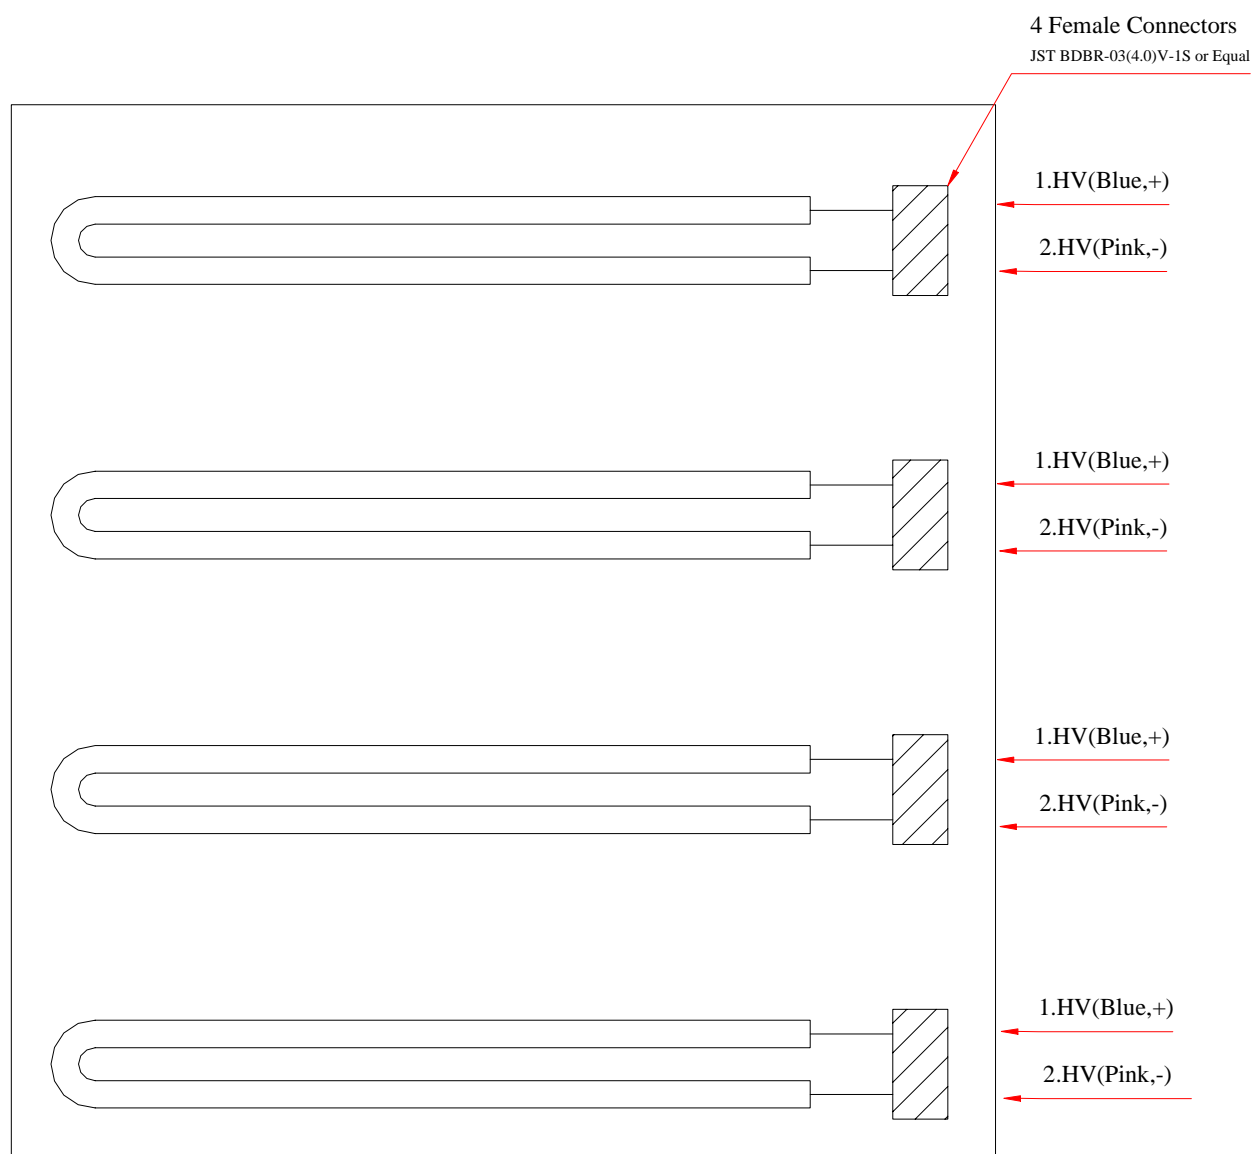 4 Female Connectors
JST BDBR-03(4.0)V-1S or Equal
1.HV(Blue,+)
2.HV(Pink,-)
1.HV(Blue,+)
2.HV(Pink,-)
1.HV(Blue,+)
2.HV(Pink,-)
1.HV(Blue,+)
2.HV(Pink,-)